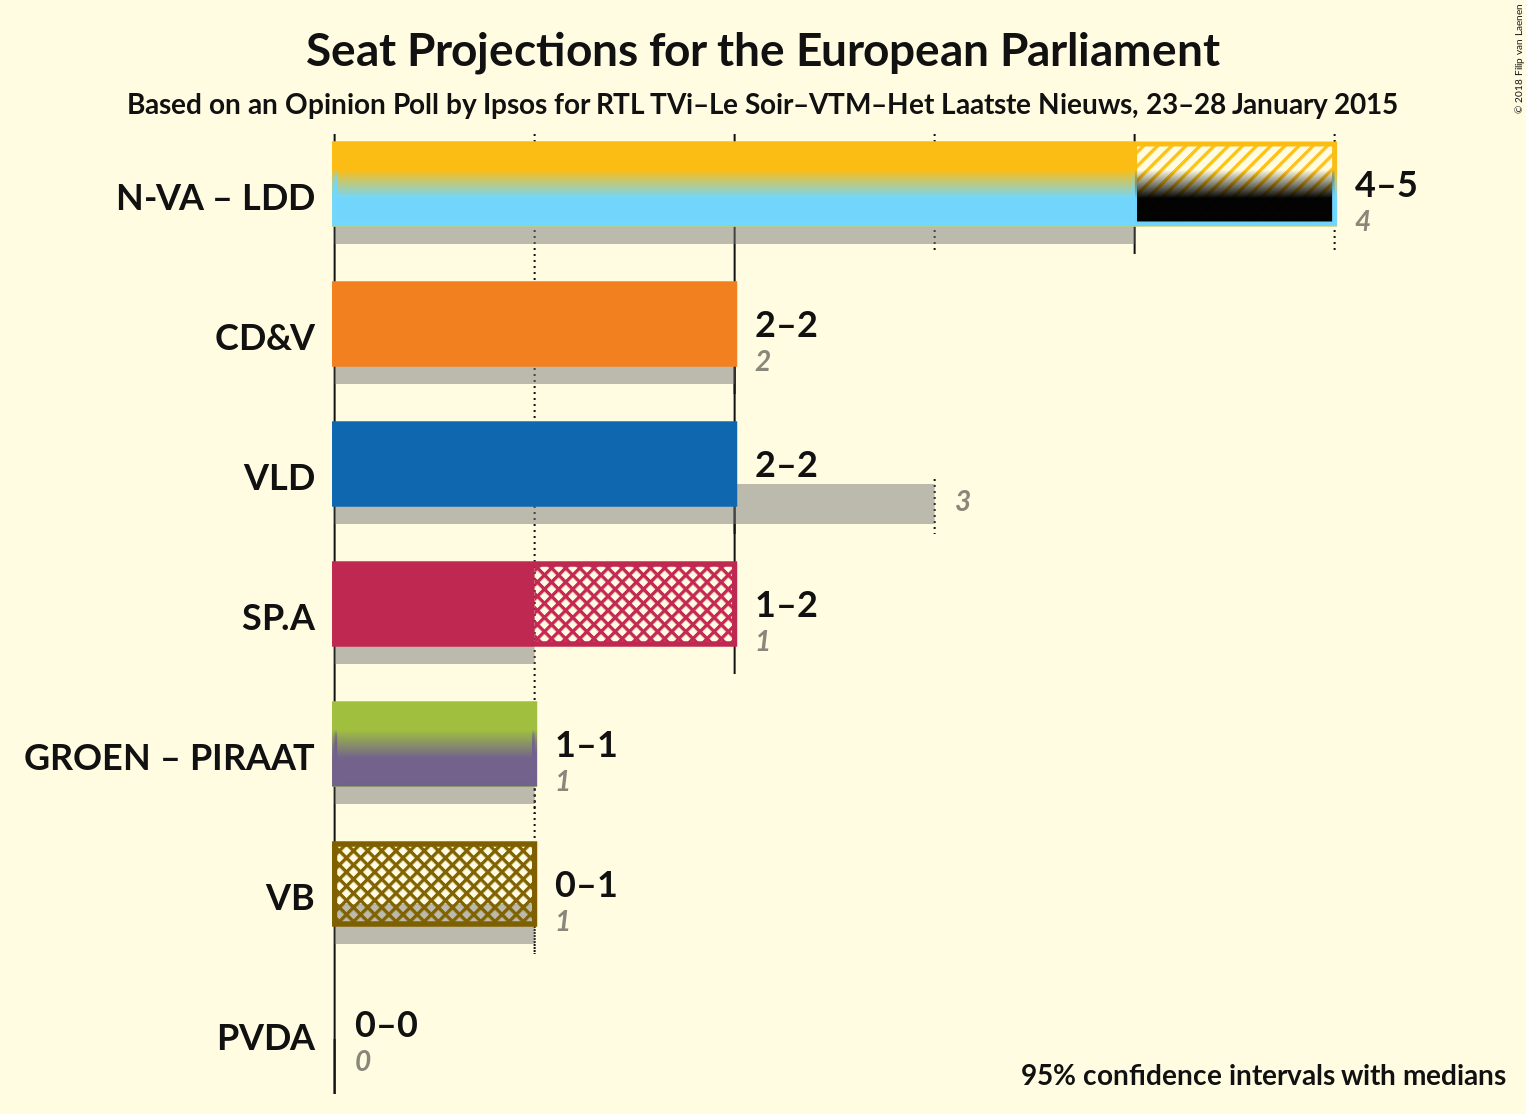 Seat Projections for the European Parliament
Based on an Opinion Poll by Ipsos for RTL TVi–Le Soir–VTM–Het Laatste Nieuws, 23–28 January 2015
© 2018 Filip van Laenen
N-VA – LDD
4–5
4
CD&V
2–2
2
VLD
2–2
3
SP.A
1–2
1
GROEN – PIRAAT
1–1
1
VB
0–1
1
PVDA
0–0
0
95% confidence intervals with medians